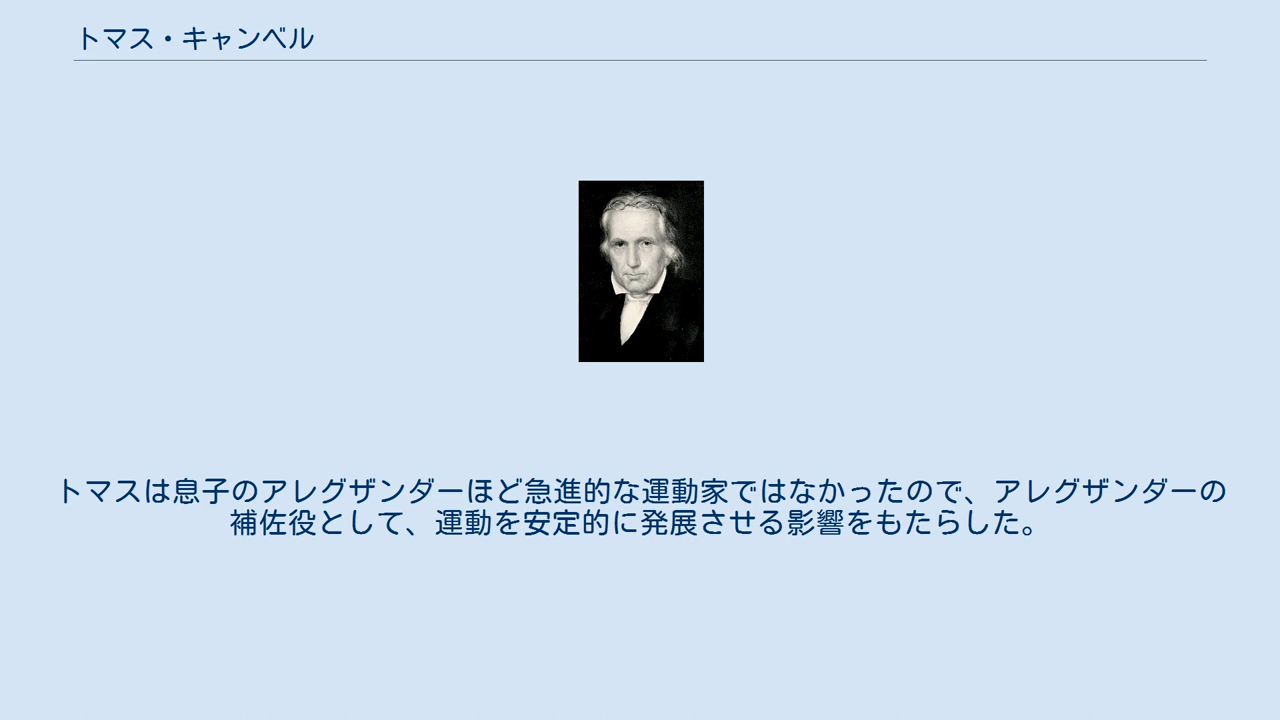 トマス・キャンベル
トマスは息子のアレグザンダーほど急進的な運動家ではなかったので、アレグザンダーの
補佐役として、運動を安定的に発展させる影響をもたらした。